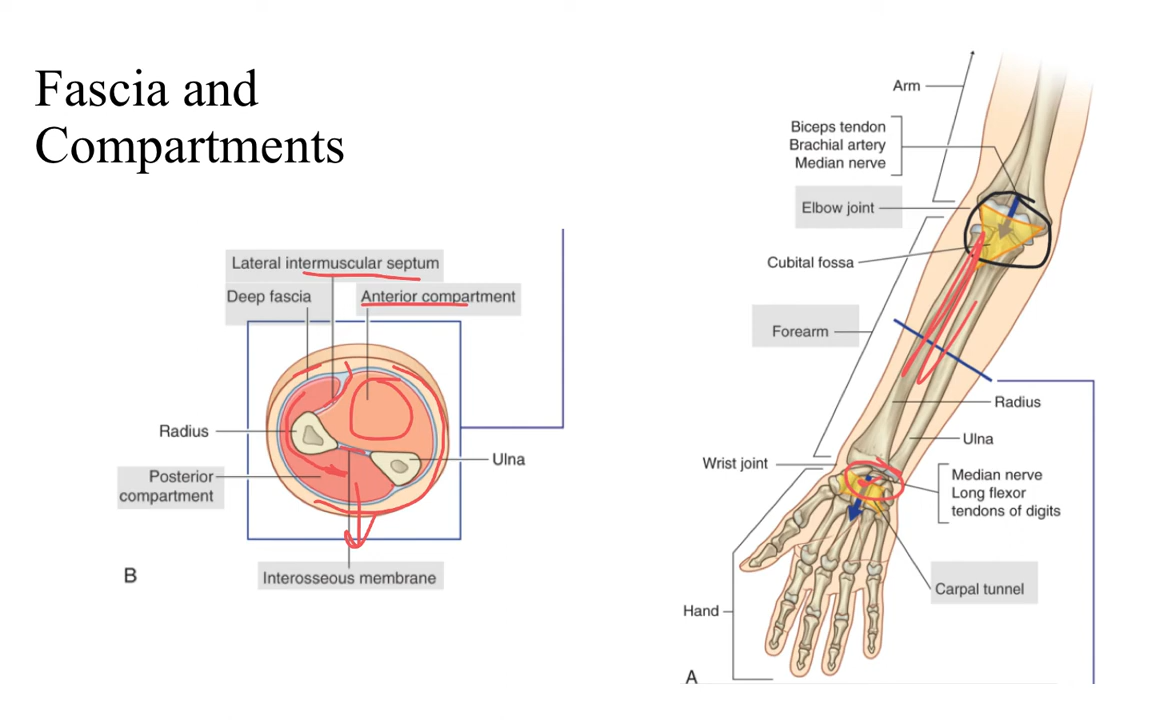 Fascia and
Compartments
Lateral intermuscular septum
Deep fascia
Anterior compartment
Radius
Ulna
Posterior
compartment
B
Interosseous membrane
Arm
Biceps tendon
Brachial artery
Median nerve
Elbow joint
Cubital fossa
Forearm
Radius
Ulna
Wrist joint
Median nerve
Long flexor
tendons of digits
Carpal tunnel
Hand
A